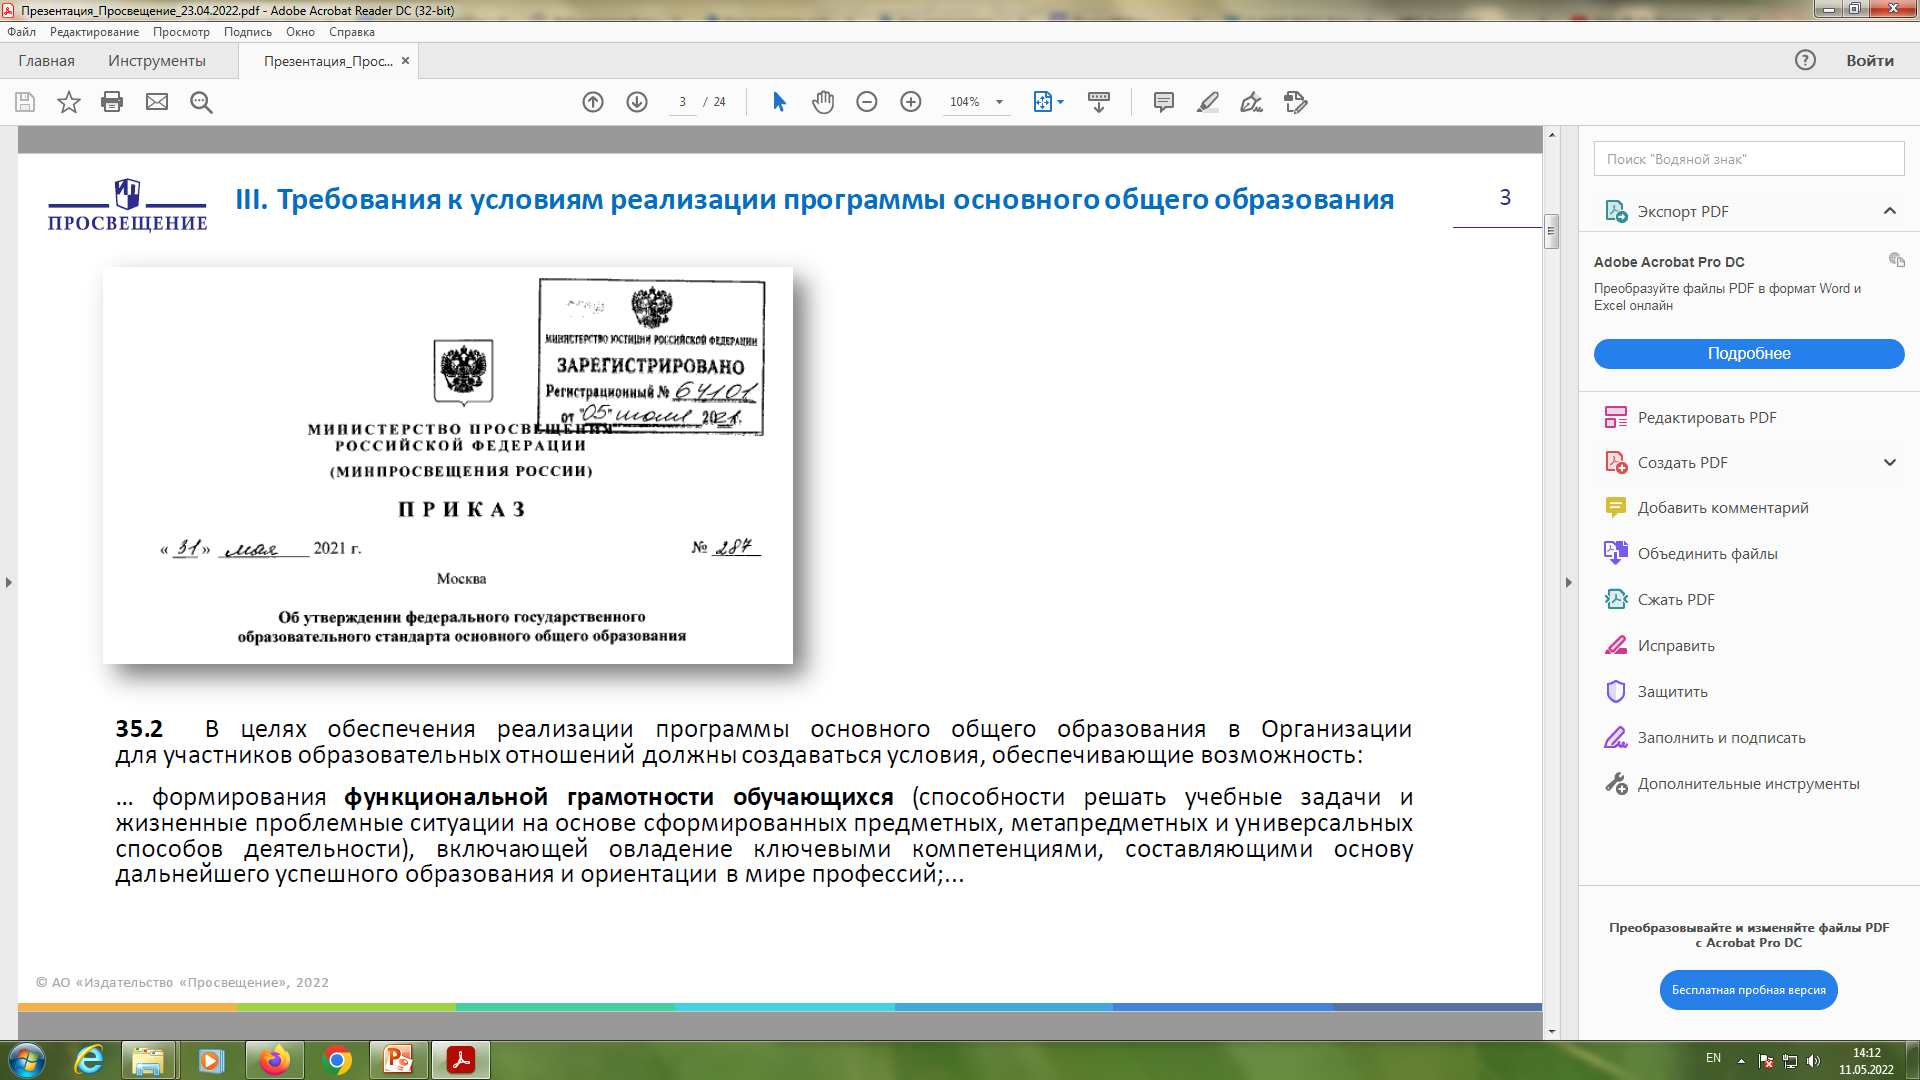 Презентация_Просвещение_23.04.2022.pdf - Adobe Acrobat Reader DC (32-bit)
Файл Редактирование Просмотр Подпись Окно Справка
Главная Инструменты Презентация_Прос... Войти
3 / 24 104%
ПРОСВЕЩЕНИЕ
III. Требования к условиям реализации программы основного общего образования
3
МИНИСТЕРСТВО ЮСТИЦИИ РОССИЙСКОЙ ФЕДЕРАЦИИ
ЗАРЕГИСТРИРОВАНО
Регистрационный № 64101
от "05" июля 2021 г.
МИНИСТЕРСТВО ПРОСВЕЩЕНИЯ
РОССИЙСКОЙ ФЕДЕРАЦИИ
(МИНПРОСВЕЩЕНИЯ РОССИИ)
ПРИКАЗ
« 31 » мая 2021 г. № 287
Москва
Об утверждении федерального государственного
образовательного стандарта основного общего образования
35.2 В целях обеспечения реализации программы основного общего образования в Организации
для участников образовательных отношений должны создаваться условия, обеспечивающие возможность:
... формирования функциональной грамотности обучающихся (способности решать учебные задачи и
жизненные проблемные ситуации на основе сформированных предметных, метапредметных и универсальных
способов деятельности), включающей овладение ключевыми компетенциями, составляющими основу
дальнейшего успешного образования и ориентации в мире профессий;...
© АО «Издательство «Просвещение», 2022
Поиск "Водяной знак"
Экспорт PDF
Adobe Acrobat Pro DC
Преобразуйте файлы PDF в формат Word и
Excel онлайн
Подробнее
Редактировать PDF
Создать PDF
Добавить комментарий
Объединить файлы
Сжать PDF
Исправить
Защитить
Заполнить и подписать
Дополнительные инструменты
Преобразовывайте и изменяйте файлы PDF
с Acrobat Pro DC
Бесплатная пробная версия
EN
14:12
11.05.2022